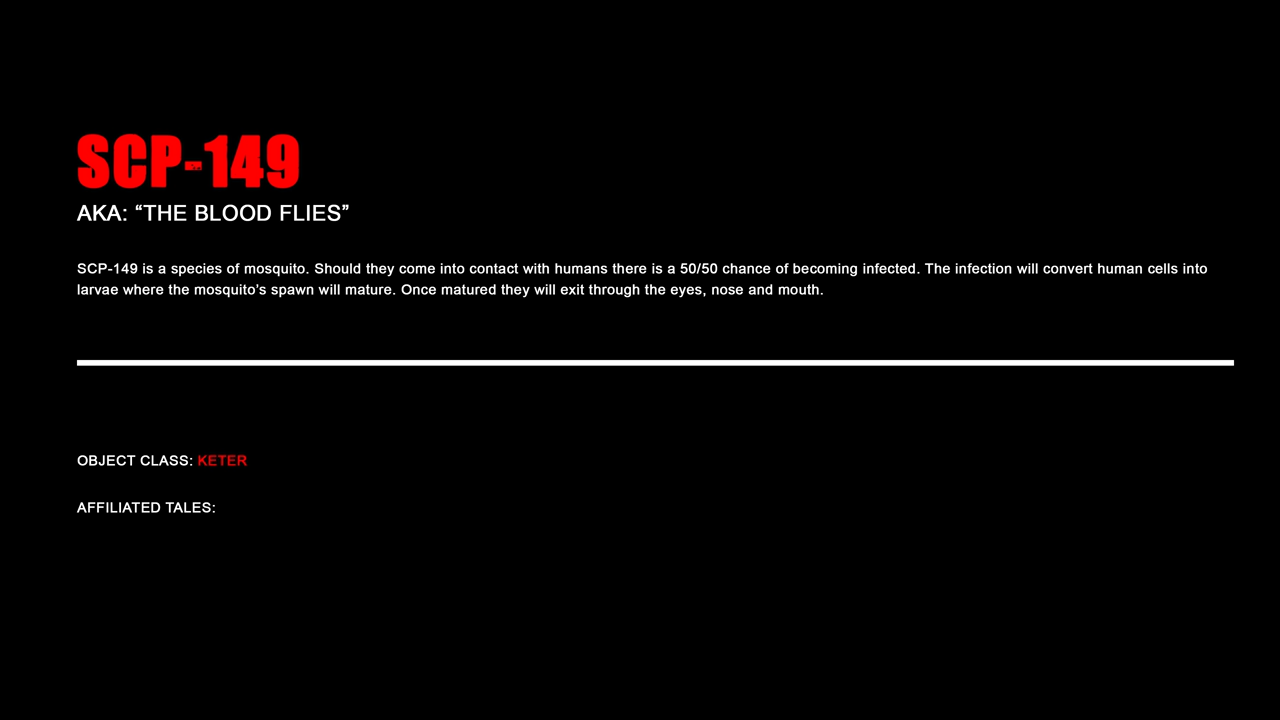 SCP-149
AKA: “THE BLOOD FLIES”
SCP-149 is a species of mosquito. Should they come into contact with humans there is a 50/50 chance of becoming infected. The infection will convert human cells into
larvae where the mosquito’s spawn will mature. Once matured they will exit through the eyes, nose and mouth.
OBJECT CLASS: KETER
AFFILIATED TALES: